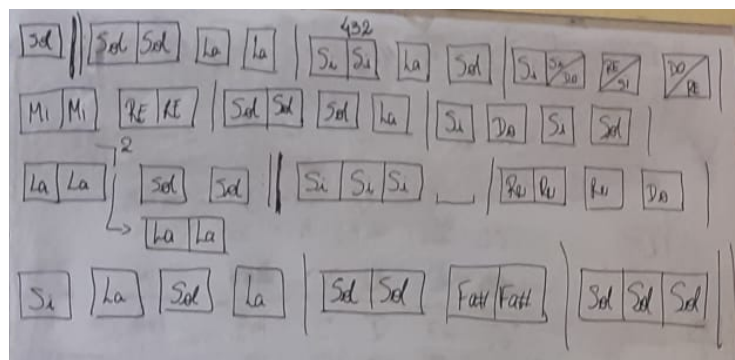 432
Sol Sol Sol La La Si Si La Sol Si Sol/Do RE/Si DO/RE
Mi Mi RE RE Sol Sol Sol La Si Do Si Sol
La La 2 Sol Sol Si Si Si Re Re Re Do
La La
Si La Sol La Sol Sol Fa# Fa# Sol Sol Sol